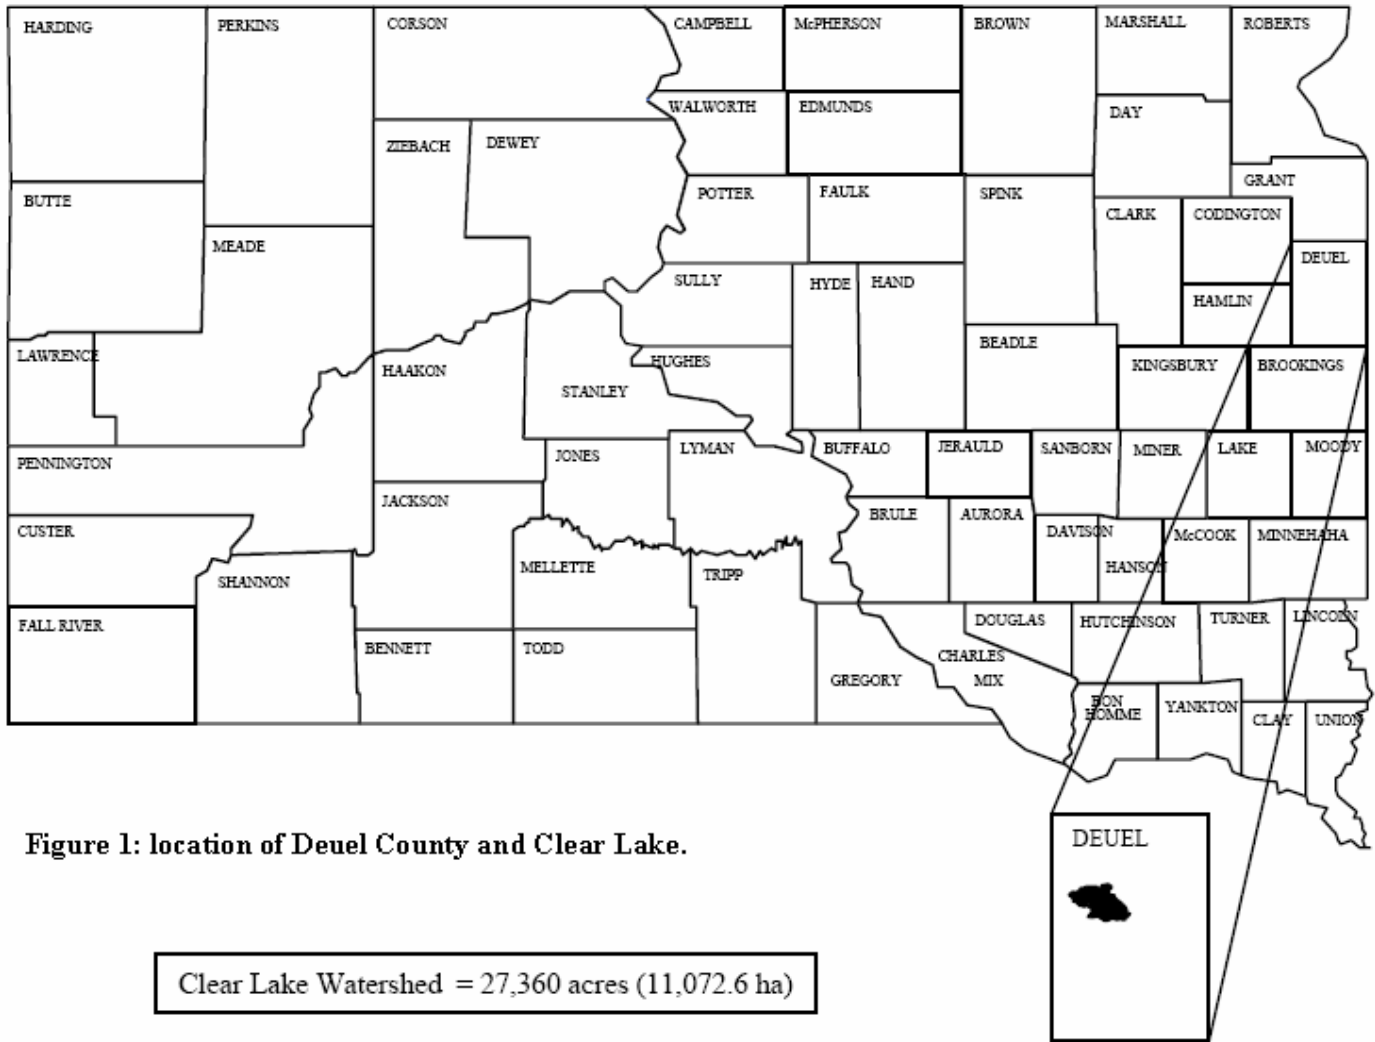 HARDING
PERKINS
CORSON
CAMPBELL
McPHERSON
BROWN
MARSHALL
ROBERTS
WALWORTH
EDMUNDS
DAY
ZIEBACH
DEWEY
GRANT
BUTTE
POTTER
FAULK
SPINK
CLARK
CODINGTON
MEADE
DEUEL
SULLY
HYDE
HAND
HAMLIN
LAWRENCE
HAAKON
HUGHES
BEADLE
KINGSBURY
BROOKINGS
STANLEY
PENNINGTON
JONES
LYMAN
BUFFALO
JERAULD
SANBORN
MINER
LAKE
MOODY
JACKSON
CUSTER
BRULE
AURORA
DAVISON
McCOOK
MINNEHAHA
HANSON
SHANNON
MELLETTE
TRIPP
FALL RIVER
DOUGLAS
HUTCHINSON
TURNER
LINCOLN
BENNETT
TODD
CHARLES
MIX
GREGORY
BON
HOMME
YANKTON
CLAY
UNION
Figure 1: location of Deuel County and Clear Lake.
DEUEL
Clear Lake Watershed = 27,360 acres (11,072.6 ha)